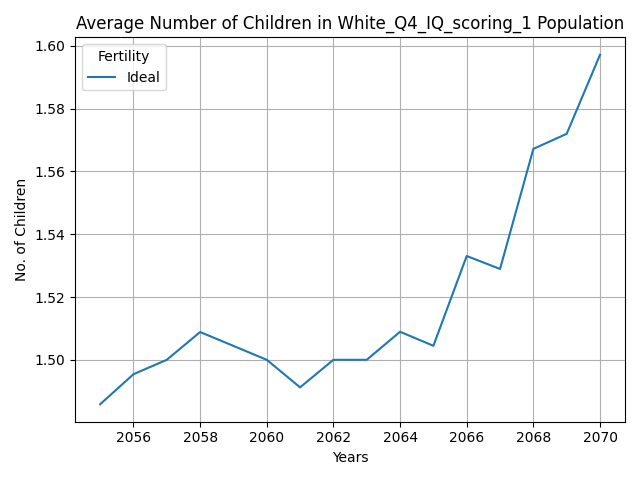 Average Number of Children in White_Q4_IQ_scoring_1 Population
Fertility
Ideal
1.60
1.58
1.56
1.54
1.52
1.50
No. of Children
2056 2058 2060 2062 2064 2066 2068 2070
Years